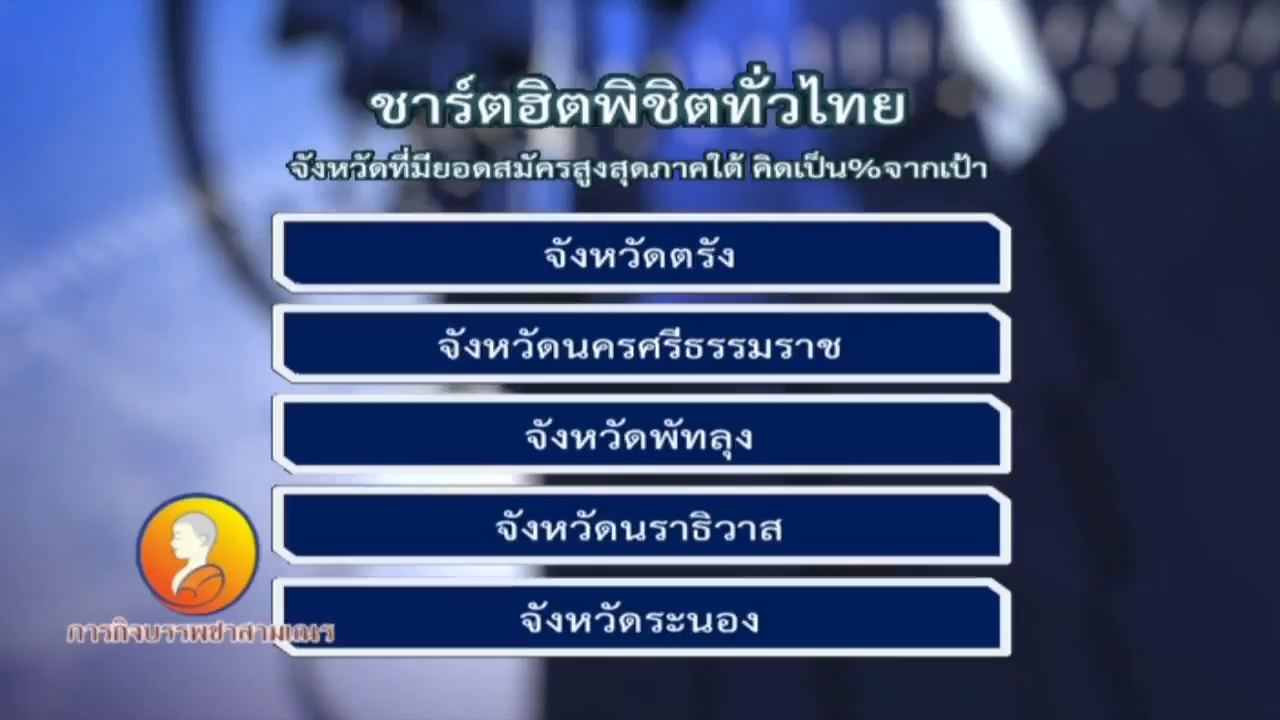 ชาร์ตฮิตพิชิตทั่วไทย
จังหวัดที่มียอดสมัครสูงสุดภาคใต้ คิดเป็น%จากเป้า
จังหวัดตรัง
จังหวัดนครศรีธรรมราช
จังหวัดพัทลุง
จังหวัดนราธิวาส
จังหวัดระนอง
ภารกิจบรรพชาสามเณร